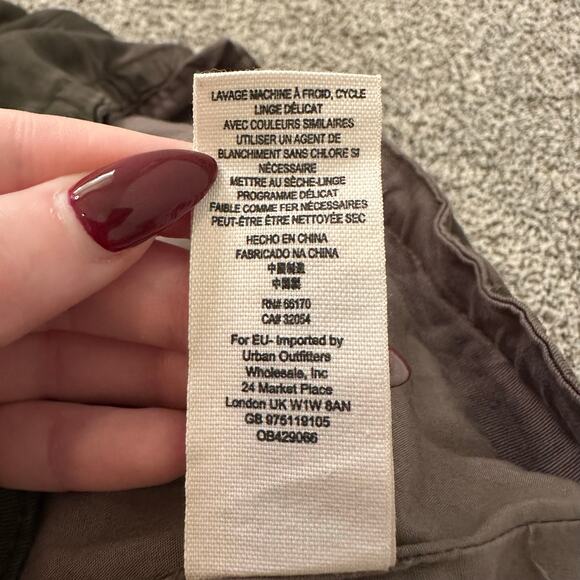 LAVAGE MACHINE À FROID, CYCLE
LINGE DÉLICAT
AVEC COULEURS SIMILAIRES
UTILISER UN AGENT DE
BLANCHIMENT SANS CHLORE SI
NÉCESSAIRE
METTRE AU SÈCHE-LINGE
PROGRAMME DÉLICAT
FAIBLE COMME FER NÉCESSAIRES
PEUT-ÊTRE ÊTRE NETTOYÉE SEC
HECHO EN CHINA
FABRICADO NA CHINA
中國製造
中国製
RN# 66170
CA# 32054
For EU- Imported by
Urban Outfitters
Wholesale, Inc
24 Market Place
London UK W1W 8AN
GB 975119105
OB429066